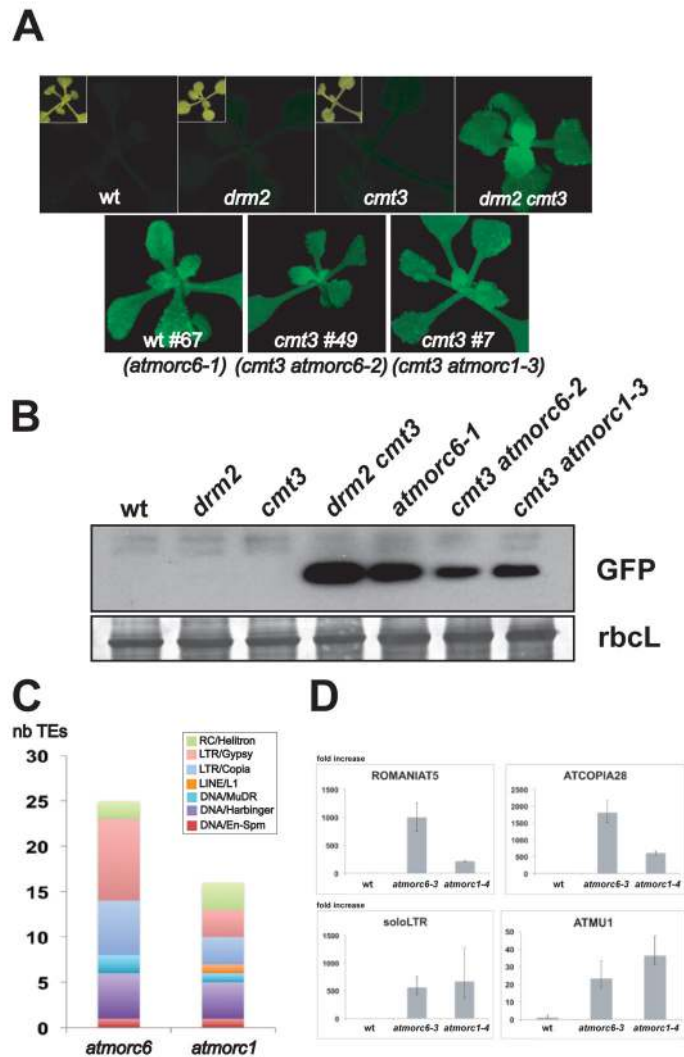 A
wt
drm2
cmt3
drm2 cmt3
wt #67
cmt3 #49
cmt3 #7
(atmorc6-1)
(cmt3 atmorc6-2)
(cmt3 atmorc1-3)
B
wt
drm2
cmt3
drm2 cmt3
atmorc6-1
cmt3 atmorc6-2
cmt3 atmorc1-3
GFP
rbcL
C
nb TEs
30
25
20
15
10
5
0
RC/Helitron
LTR/Gypsy
LTR/Copia
LINE/L1
DNA/MuDR
DNA/Harbinger
DNA/En-Spm
atmorc6
atmorc1
D
fold increase
ROMANIAT5
1500
1000
500
0
wt
atmorc6-3
atmorc1-4
ATCOPIA28
2500
2000
1500
1000
500
0
wt
atmorc6-3
atmorc1-4
fold increase
soloLTR
1500
1000
500
0
wt
atmorc6-3
atmorc1-4
ATMU1
50
40
30
20
10
0
wt
atmorc6-3
atmorc1-4